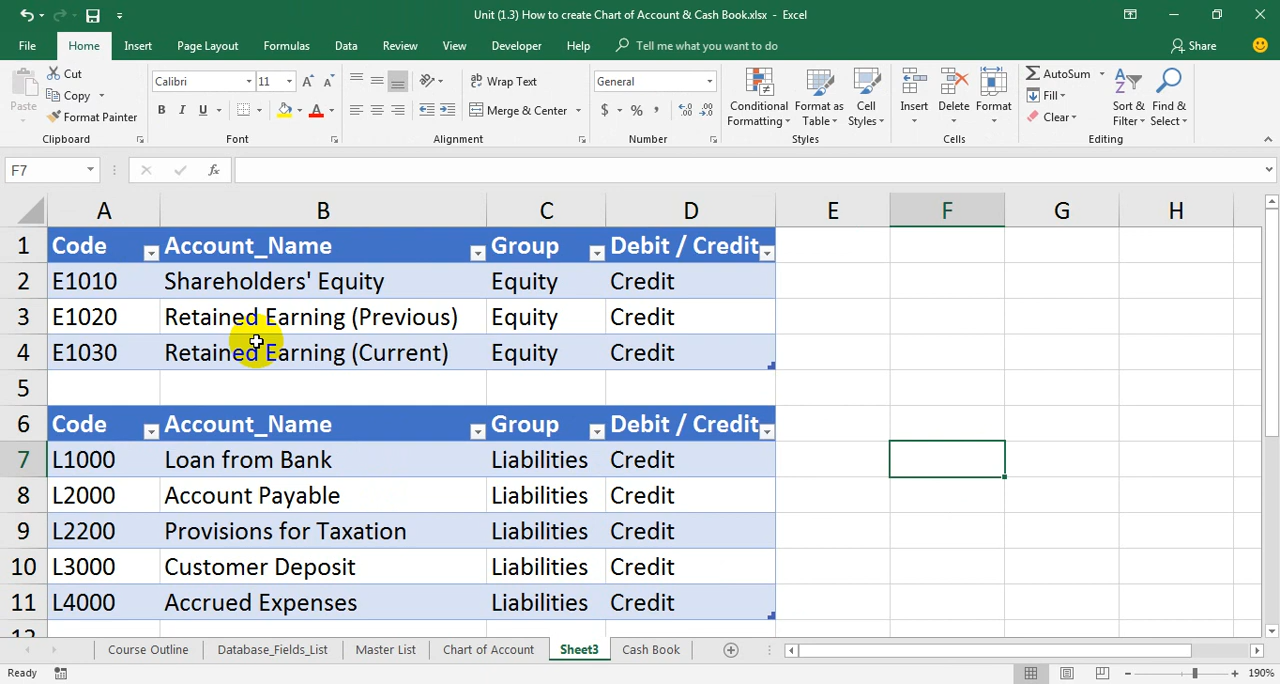 Unit (1.3) How to create Chart of Account & Cash Book.xlsx - Excel
File Home Insert Page Layout Formulas Data Review View Developer Help Tell me what you want to do Share
Paste Cut Copy Format Painter Clipboard
Calibri 11 B I U A Font
Wrap Text Merge & Center Alignment
General $ % , Number
Conditional Formatting Format as Table Cell Styles Styles
Insert Delete Format Cells
AutoSum Fill Clear Sort & Filter Find & Select Editing
F7 fx
A B C D E F G H
1 Code Account_Name Group Debit / Credit
2 E1010 Shareholders' Equity Equity Credit
3 E1020 Retained Earning (Previous) Equity Credit
4 E1030 Retained Earning (Current) Equity Credit
5
6 Code Account_Name Group Debit / Credit
7 L1000 Loan from Bank Liabilities Credit
8 L2000 Account Payable Liabilities Credit
9 L2200 Provisions for Taxation Liabilities Credit
10 L3000 Customer Deposit Liabilities Credit
11 L4000 Accrued Expenses Liabilities Credit
12
Course Outline Database_Fields_List Master List Chart of Account Sheet3 Cash Book
Ready 190%